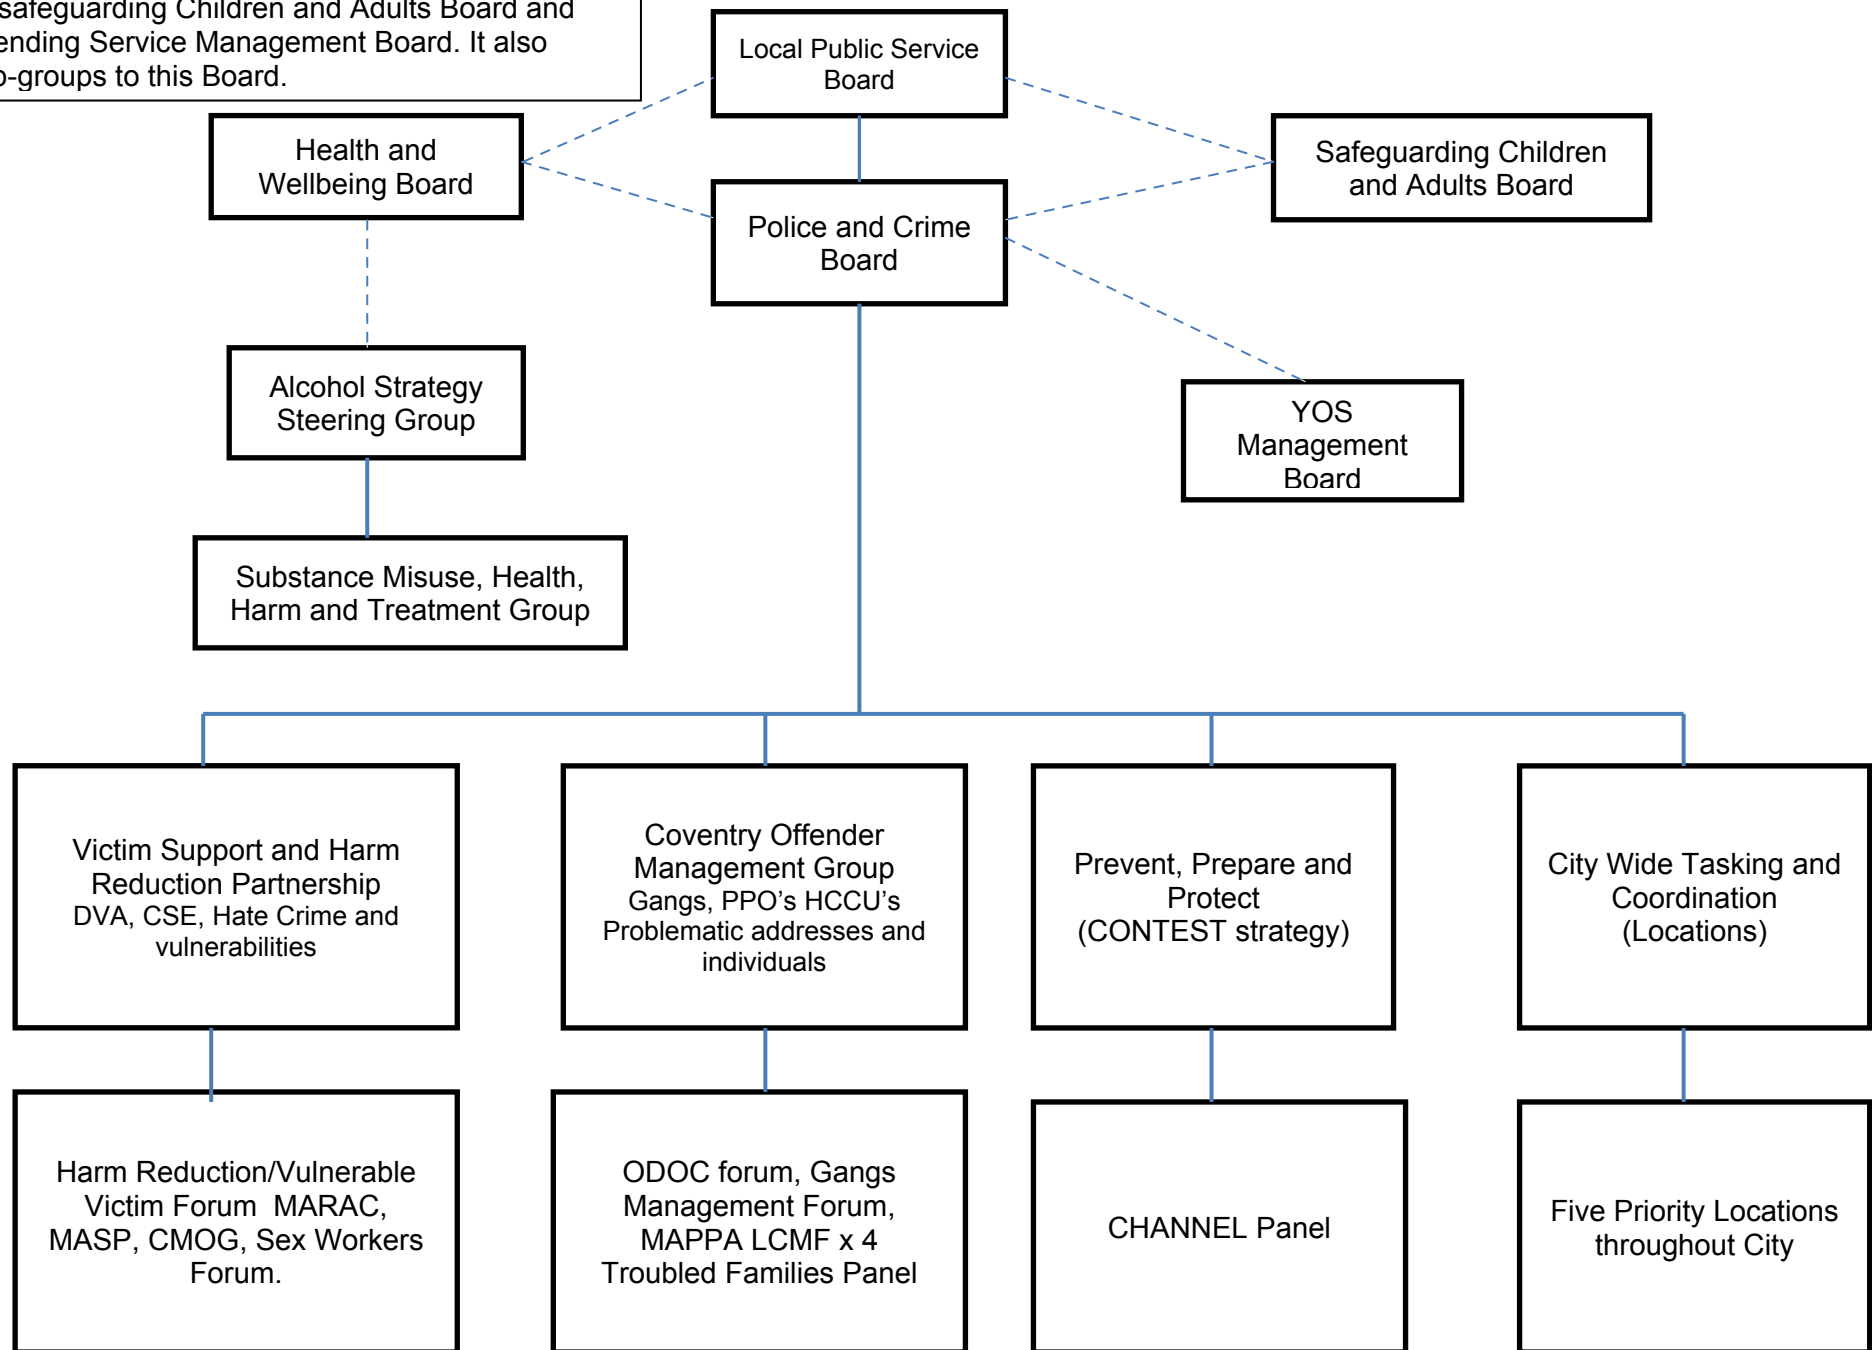 safeguarding Children and Adults Board and
ending Service Management Board. It also
o-groups to this Board.
Local Public Service
Board
Health and
Wellbeing Board
Safeguarding Children
and Adults Board
Police and Crime
Board
Alcohol Strategy
Steering Group
YOS
Management
Board
Substance Misuse, Health,
Harm and Treatment Group
Victim Support and Harm
Reduction Partnership
DVA, CSE, Hate Crime and
vulnerabilities
Coventry Offender
Management Group
Gangs, PPO’s HCCU’s
Problematic addresses and
individuals
Prevent, Prepare and
Protect
(CONTEST strategy)
City Wide Tasking and
Coordination
(Locations)
Harm Reduction/Vulnerable
Victim Forum  MARAC,
MASP, CMOG, Sex Workers
Forum.
ODOC forum, Gangs
Management Forum,
MAPPA LCMF x 4
Troubled Families Panel
CHANNEL Panel
Five Priority Locations
throughout City